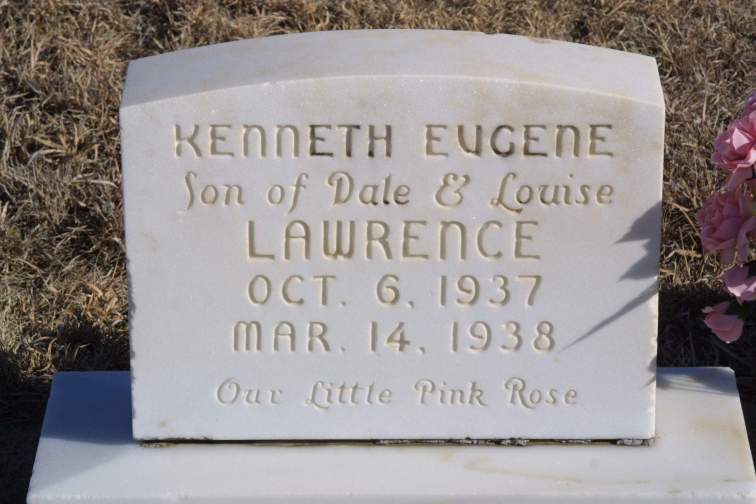 KENNETH EUGENE
Son of Dale & Louise
LAWRENCE
OCT. 6, 1937
MAR. 14, 1938
Our Little Pink Rose